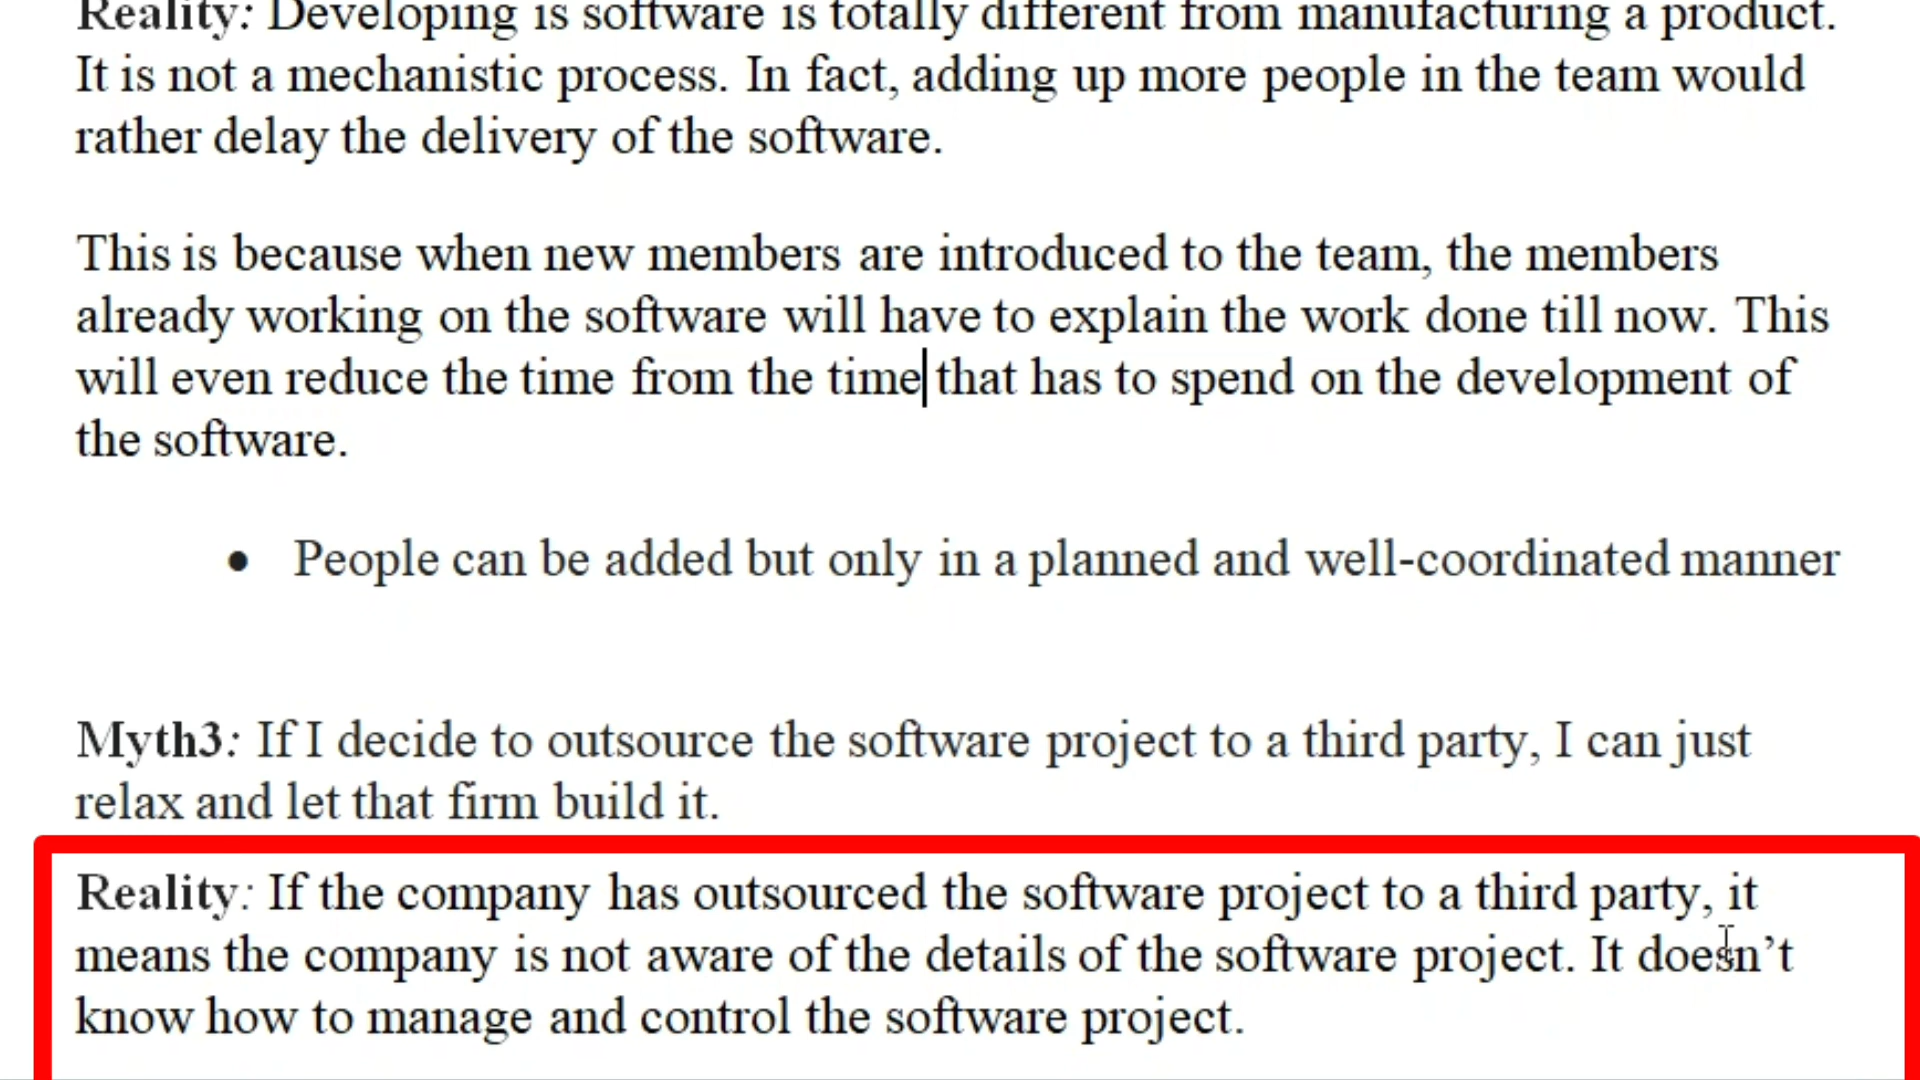 Reality: Developing is software is totally different from manufacturing a product.
It is not a mechanistic process. In fact, adding up more people in the team would
rather delay the delivery of the software.
This is because when new members are introduced to the team, the members
already working on the software will have to explain the work done till now. This
will even reduce the time from the time that has to spend on the development of
the software.
• People can be added but only in a planned and well-coordinated manner
Myth3: If I decide to outsource the software project to a third party, I can just
relax and let that firm build it.
Reality: If the company has outsourced the software project to a third party, it
means the company is not aware of the details of the software project. It doesn’t
know how to manage and control the software project.